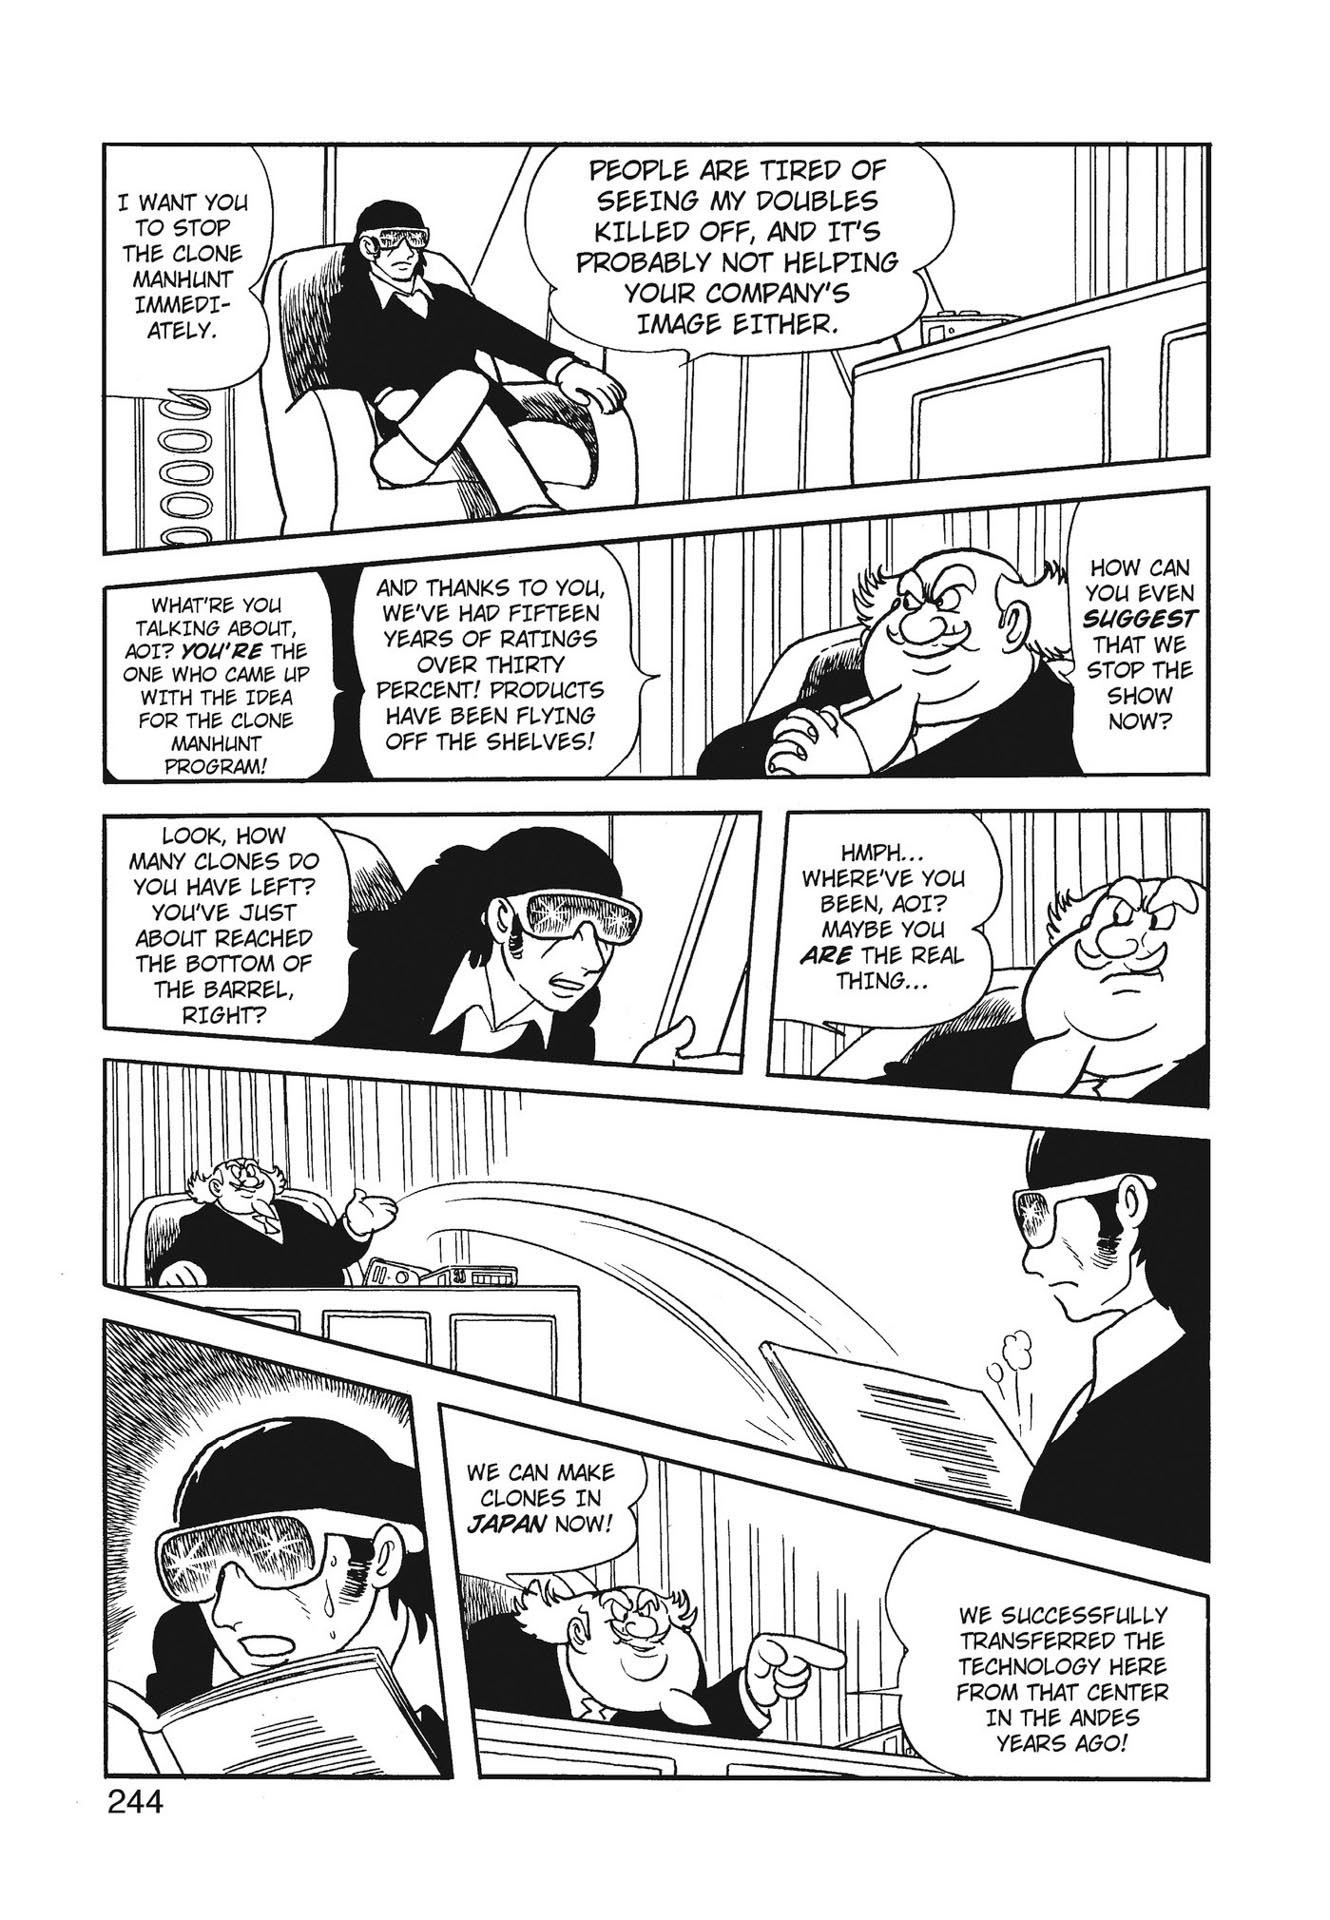 I WANT YOU
TO STOP
THE CLONE
MANHUNT
IMMEDI-
ATELY.
PEOPLE ARE TIRED OF
SEEING MY DOUBLES
KILLED OFF, AND IT'S
PROBABLY NOT HELPING
YOUR COMPANY'S
IMAGE EITHER.
WHAT'RE YOU
TALKING ABOUT,
AOI? YOU'RE THE
ONE WHO CAME UP
WITH THE IDEA
FOR THE CLONE
MANHUNT
PROGRAM!
AND THANKS TO YOU,
WE'VE HAD FIFTEEN
YEARS OF RATINGS
OVER THIRTY
PERCENT! PRODUCTS
HAVE BEEN FLYING
OFF THE SHELVES!
HOW CAN
YOU EVEN
SUGGEST
THAT WE
STOP THE
SHOW
NOW?
LOOK, HOW
MANY CLONES DO
YOU HAVE LEFT?
YOU'VE JUST
ABOUT REACHED
THE BOTTOM OF
THE BARREL,
RIGHT?
HMPH...
WHERE'VE YOU
BEEN, AOI?
MAYBE YOU
ARE THE REAL
THING...
WE CAN MAKE
CLONES IN
JAPAN NOW!
WE SUCCESSFULLY
TRANSFERRED THE
TECHNOLOGY HERE
FROM THAT CENTER
IN THE ANDES
YEARS AGO!
244